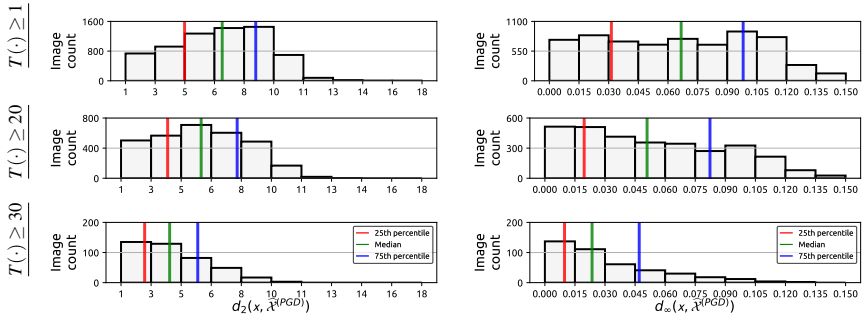 T(·) ≥ 1
Image count
1600
800
0
1 3 5 6 8 10 11 13 14 16 18
Image count
1100
550
0
0.000 0.015 0.030 0.045 0.060 0.075 0.090 0.105 0.120 0.135 0.150
T(·) ≥ 20
Image count
800
400
0
1 3 5 6 8 10 11 13 14 16 18
Image count
600
300
0
0.000 0.015 0.030 0.045 0.060 0.075 0.090 0.105 0.120 0.135 0.150
T(·) ≥ 30
Image count
200
100
0
25th percentile
Median
75th percentile
1 3 5 6 8 10 11 13 14 16 18
d₂(x, X̃^(PGD))
Image count
200
100
0
25th percentile
Median
75th percentile
0.000 0.015 0.030 0.045 0.060 0.075 0.090 0.105 0.120 0.135 0.150
d∞(x, X̃^(PGD))